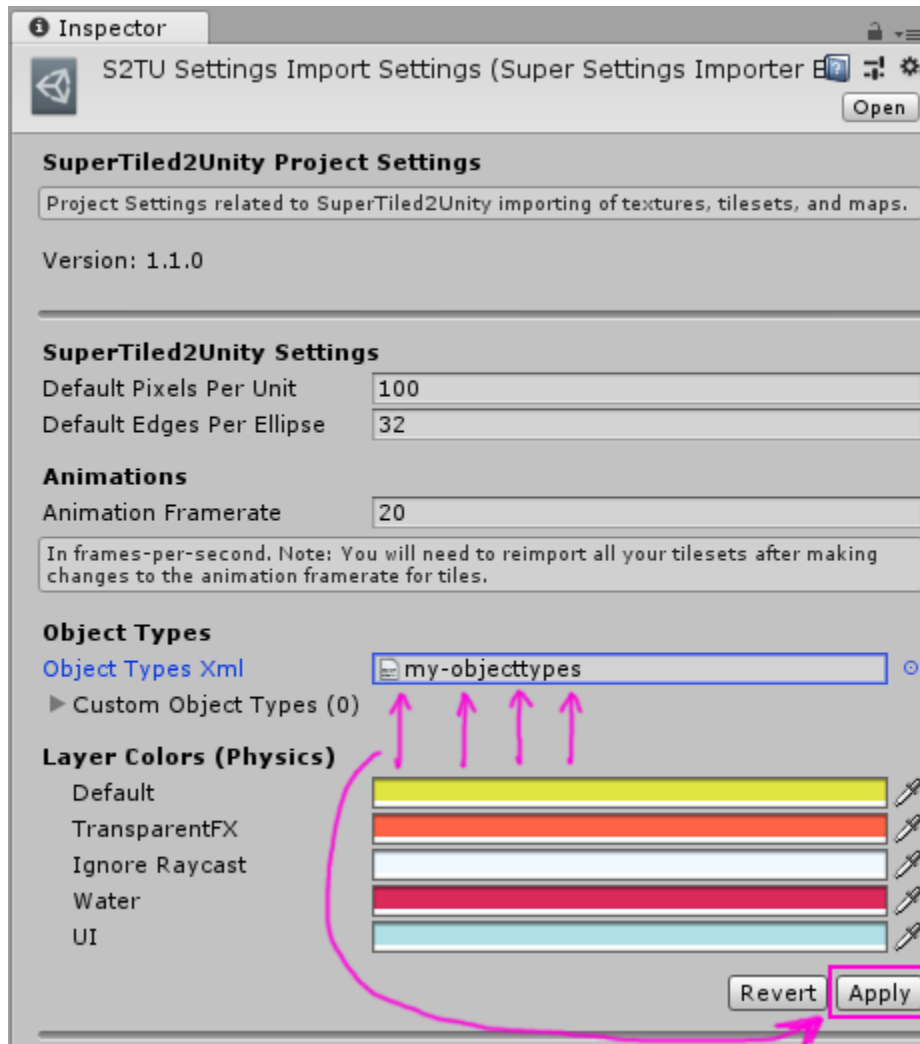 Inspector
S2TU Settings Import Settings (Super Settings Importer
Open
SuperTiled2Unity Project Settings
Project Settings related to SuperTiled2Unity importing of textures, tilesets, and maps.
Version: 1.1.0
SuperTiled2Unity Settings
Default Pixels Per Unit 100
Default Edges Per Ellipse 32
Animations
Animation Framerate 20
In frames-per-second. Note: You will need to reimport all your tilesets after making
changes to the animation framerate for tiles.
Object Types
Object Types Xml my-objecttypes
Custom Object Types (0)
Layer Colors (Physics)
Default
TransparentFX
Ignore Raycast
Water
UI
Revert Apply